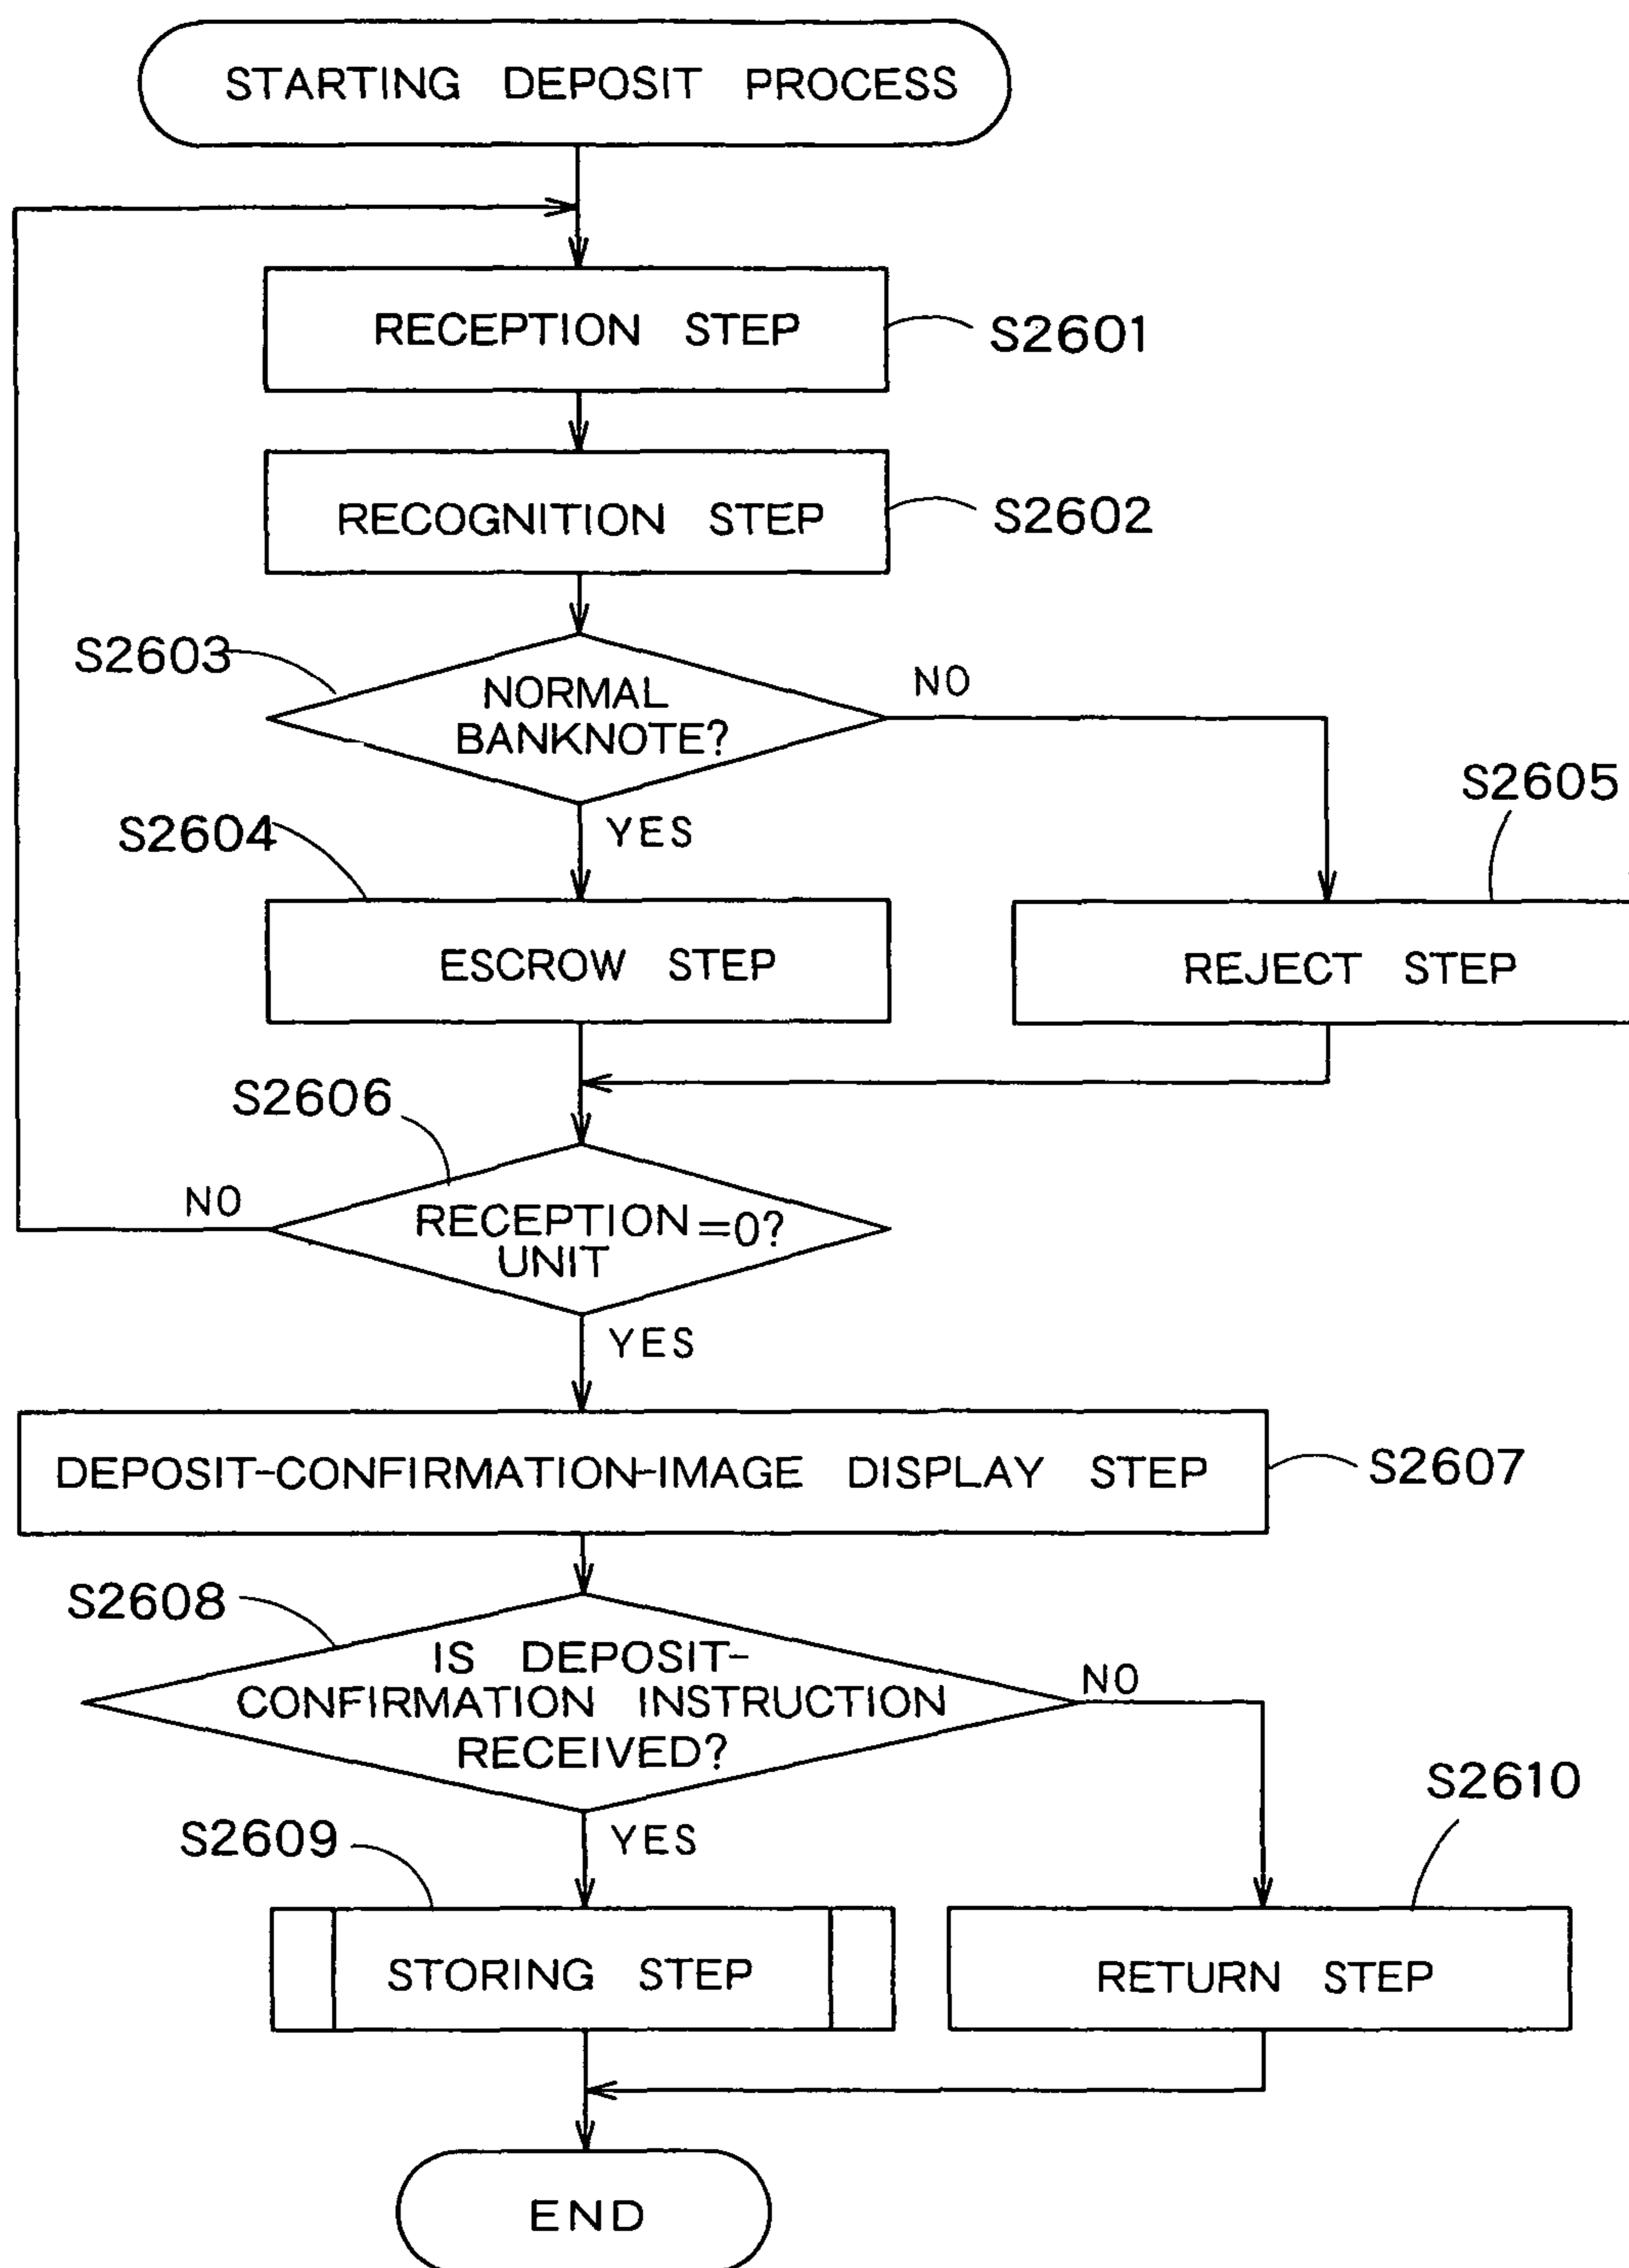 STARTING DEPOSIT PROCESS
RECEPTION STEP
S2601
RECOGNITION STEP
S2602
S2603
NORMAL
BANKNOTE?
NO
YES
S2604
S2605
ESCROW STEP
REJECT STEP
S2606
NO
RECEPTION =0?
UNIT
YES
DEPOSIT-CONFIRMATION-IMAGE DISPLAY STEP
S2607
S2608
IS DEPOSIT-
CONFIRMATION INSTRUCTION
RECEIVED?
NO
YES
S2609
S2610
STORING STEP
RETURN STEP
END